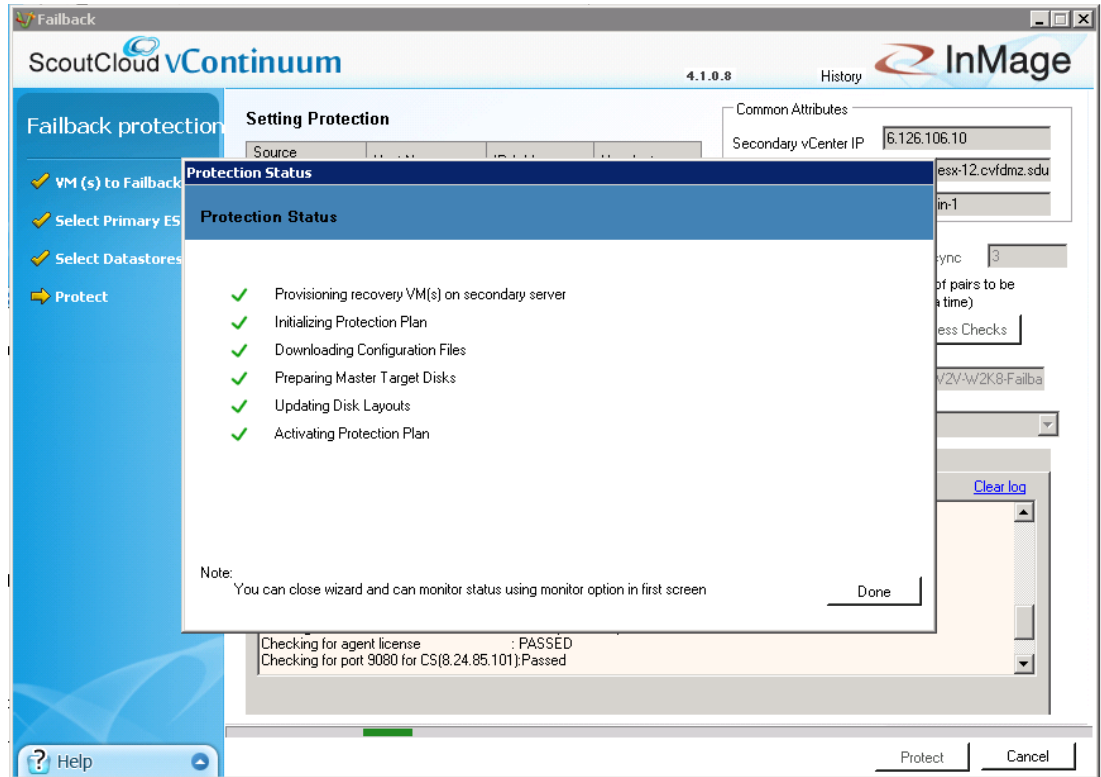 Failback
ScoutCloud vContinuum
4.1.0.8
History
InMage
Failback protection
VM (s) to Failback
Select Primary ES
Select Datastores
Protect
Setting Protection
Source
Common Attributes
Secondary vCenter IP
6.126.106.10
esx-12.cvfdmz.sdu
in-1
ync
3
of pairs to be
a time)
ess Checks
V2V-W2K8-Failba
Clear log
Protection Status
Protection Status
Provisioning recovery VM(s) on secondary server
Initializing Protection Plan
Downloading Configuration Files
Preparing Master Target Disks
Updating Disk Layouts
Activating Protection Plan
Note:
You can close wizard and can monitor status using monitor option in first screen
Done
Checking for agent license : PASSED
Checking for port 9080 for CS(8.24.85.101):Passed
Help
Protect
Cancel